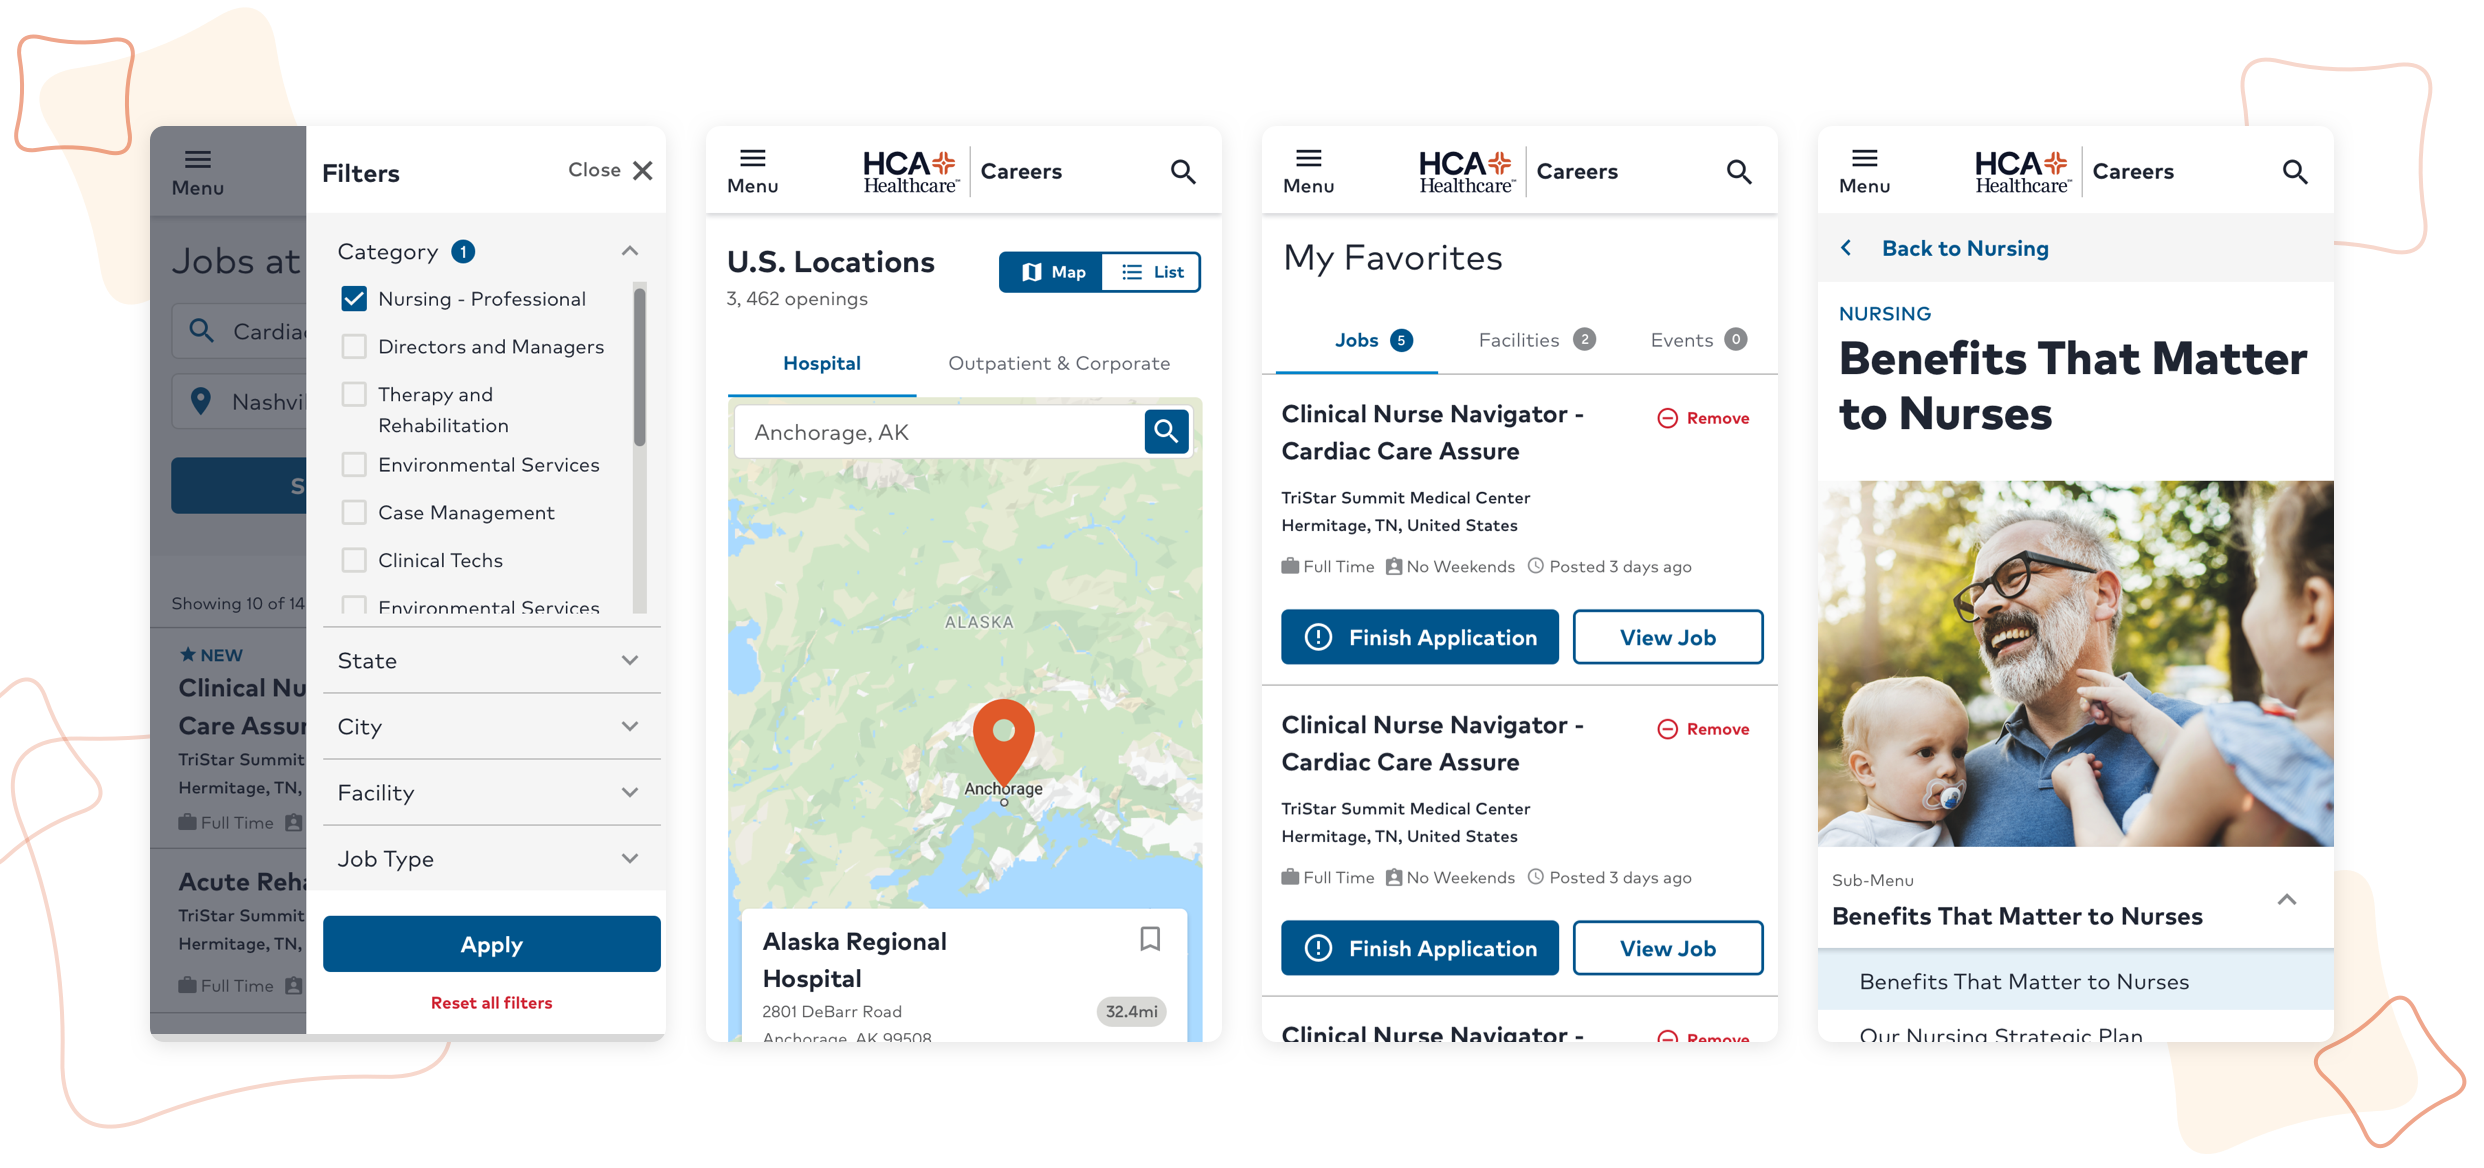 Menu
Jobs at
Cardia
Nashvi
S
Showing 10 of 14
NEW
Clinical Nu
Care Assur
TriStar Summit
Hermitage, TN,
Full Time
Acute Reha
TriStar Summit
Hermitage, TN,
Full Time
Filters
Close
Category 1
Nursing - Professional
Directors and Managers
Therapy and
Rehabilitation
Environmental Services
Case Management
Clinical Techs
Environmental Services
State
City
Facility
Job Type
Apply
Reset all filters
Menu
HCA
Healthcare™
Careers
U.S. Locations
3, 462 openings
Map
List
Hospital
Outpatient & Corporate
Anchorage, AK
ALASKA
Anchorage
Alaska Regional
Hospital
2801 DeBarr Road
32.4mi
Anchorage, AK 99508
Menu
HCA
Healthcare™
Careers
My Favorites
Jobs 5
Facilities 2
Events 0
Clinical Nurse Navigator -
Cardiac Care Assure
Remove
TriStar Summit Medical Center
Hermitage, TN, United States
Full Time No Weekends Posted 3 days ago
Finish Application
View Job
Clinical Nurse Navigator -
Cardiac Care Assure
Remove
TriStar Summit Medical Center
Hermitage, TN, United States
Full Time No Weekends Posted 3 days ago
Finish Application
View Job
Clinical Nurse Navigator -
Remove
Menu
HCA
Healthcare™
Careers
Back to Nursing
NURSING
Benefits That Matter
to Nurses
Sub-Menu
Benefits That Matter to Nurses
Benefits That Matter to Nurses
Our Nursing Strategic Plan